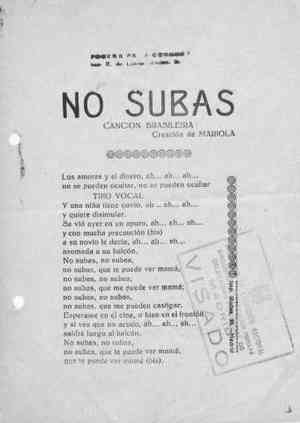 NO SUBAS
CANCION BRASILEÑA
Creación de MARIOLA
Los amores y el dinero, ah... ah... ah...
no se pueden ocultar, no se pueden ocultar
TIRO VOCAL
Y una niña tiene novio, ah... ah... ah...
y quiere disimular.
Se vió ayer en un apuro, ah... ah... ah...
y con mucha precaución (bis)
a su novio le decía, ah... ah... ah...
asomada a su balcón.
No subas, no subas,
no subas, que te puede ver mamá;
no subas, no subas,
no subas, que me puede ver mamá;
No subas, no subas,
no subas, que me pueden castigar.
Espérame en el cine, o bien en el frontón
y si ves que no acudo, ah... ah... ah...
saldré luego al balcón.
No subas, no subas,
no subas, que te puede ver mamá,
que te puede ver mamá (bis).
VISADO